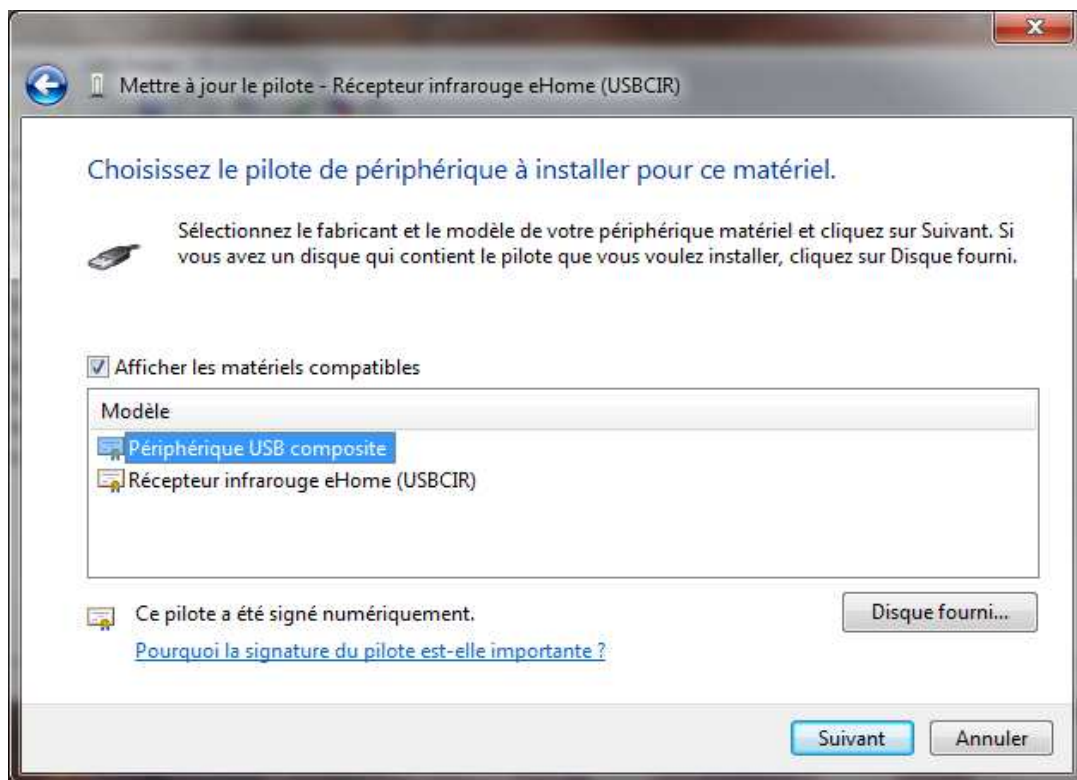 Mettre à jour le pilote - Récepteur infrarouge eHome (USBCIR)
Choisissez le pilote de périphérique à installer pour ce matériel.
Sélectionnez le fabricant et le modèle de votre périphérique matériel et cliquez sur Suivant. Si
vous avez un disque qui contient le pilote que vous voulez installer, cliquez sur Disque fourni.
Afficher les matériels compatibles
Modèle
Périphérique USB composite
Récepteur infrarouge eHome (USBCIR)
Ce pilote a été signé numériquement.
Disque fourni...
Pourquoi la signature du pilote est-elle importante ?
Suivant
Annuler